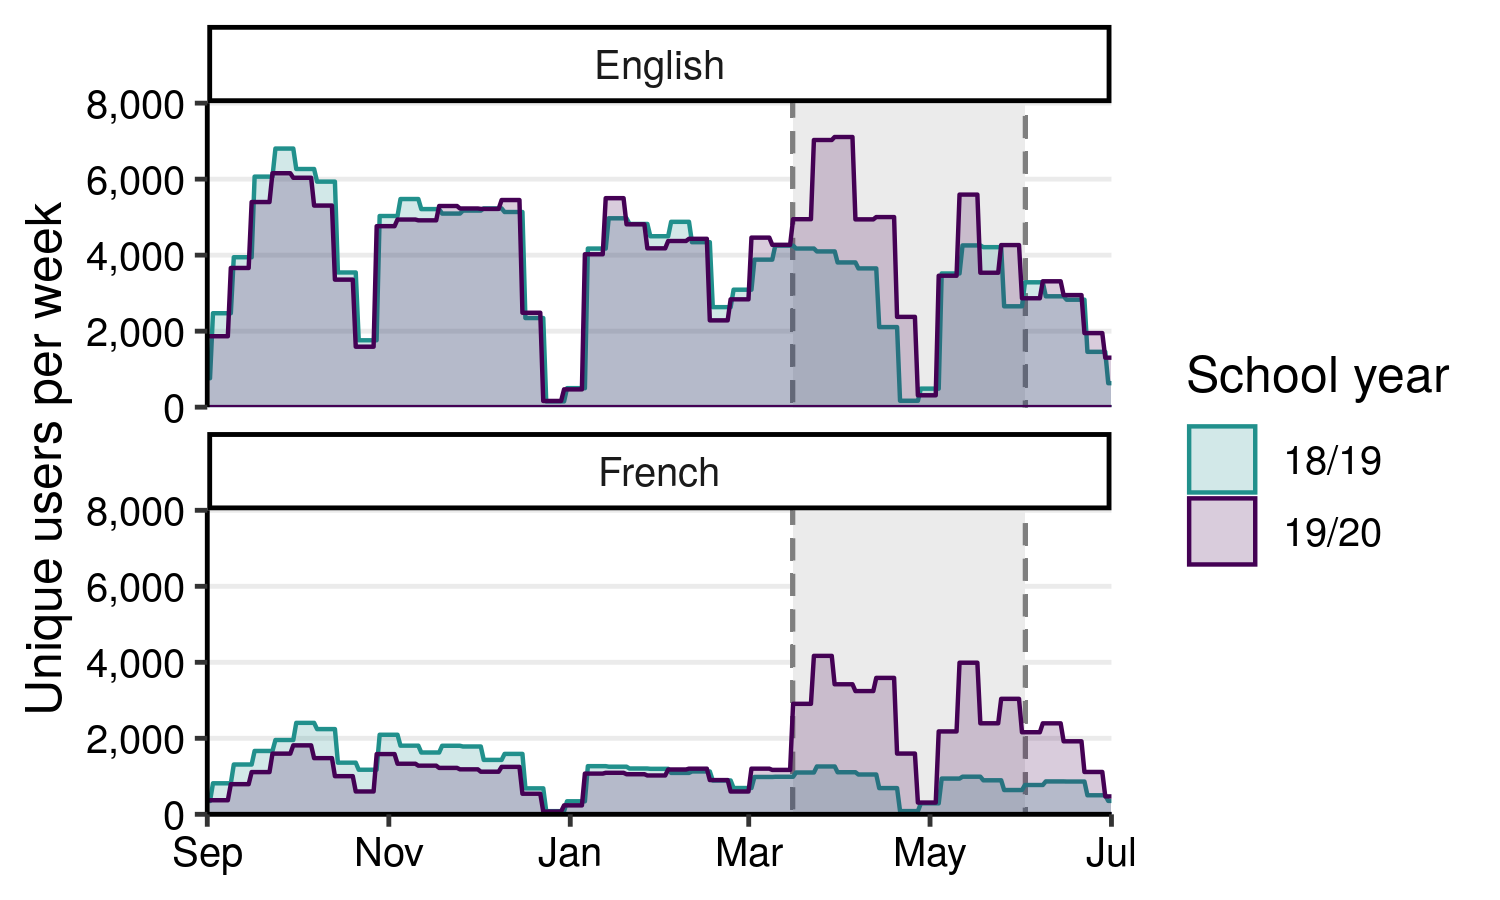 English
8,000
6,000
4,000
2,000
0
French
8,000
6,000
4,000
2,000
0
Sep Nov Jan Mar May Jul
Unique users per week
School year
18/19
19/20